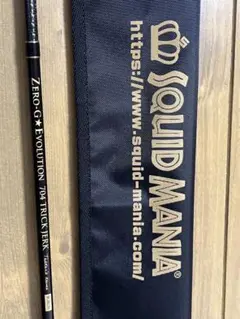 ZERO-G★EVOLUTION 704 TRICK JERK
SQUID MANIA®
https://www.squid-mania.com/